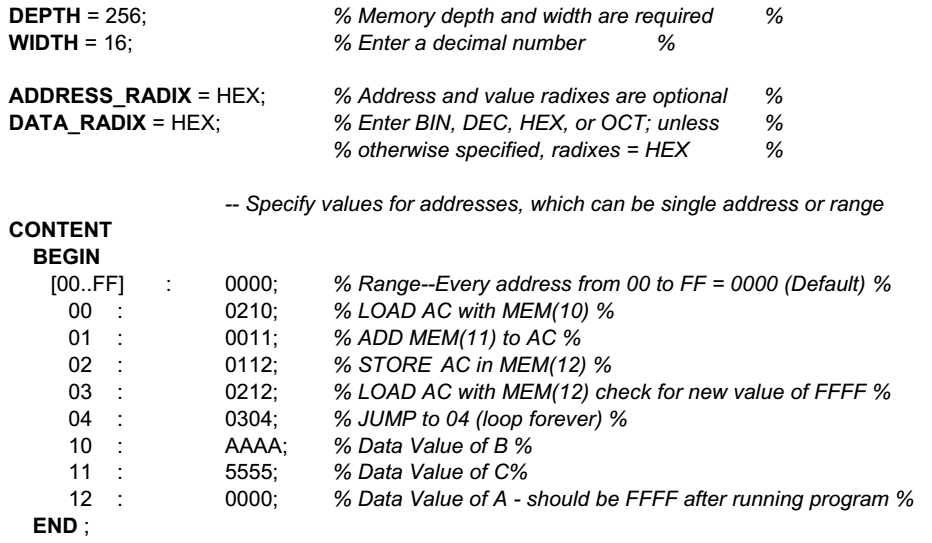 DEPTH = 256; % Memory depth and width are required %
WIDTH = 16; % Enter a decimal number %
ADDRESS_RADIX = HEX; % Address and value radixes are optional %
DATA_RADIX = HEX; % Enter BIN, DEC, HEX, or OCT; unless %
% otherwise specified, radixes = HEX %
-- Specify values for addresses, which can be single address or range
CONTENT
BEGIN
[00..FF] : 0000; % Range--Every address from 00 to FF = 0000 (Default) %
00 : 0210; % LOAD AC with MEM(10) %
01 : 0011; % ADD MEM(11) to AC %
02 : 0112; % STORE AC in MEM(12) %
03 : 0212; % LOAD AC with MEM(12) check for new value of FFFF %
04 : 0304; % JUMP to 04 (loop forever) %
10 : AAAA; % Data Value of B %
11 : 5555; % Data Value of C%
12 : 0000; % Data Value of A - should be FFFF after running program %
END ;